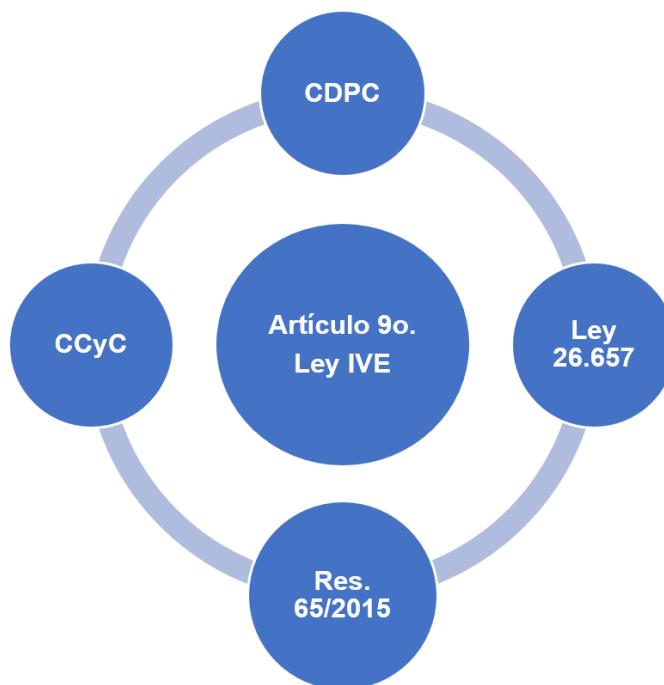 CDPC
CCyC
Artículo 9o.
Ley IVE
Ley
26.657
Res.
65/2015